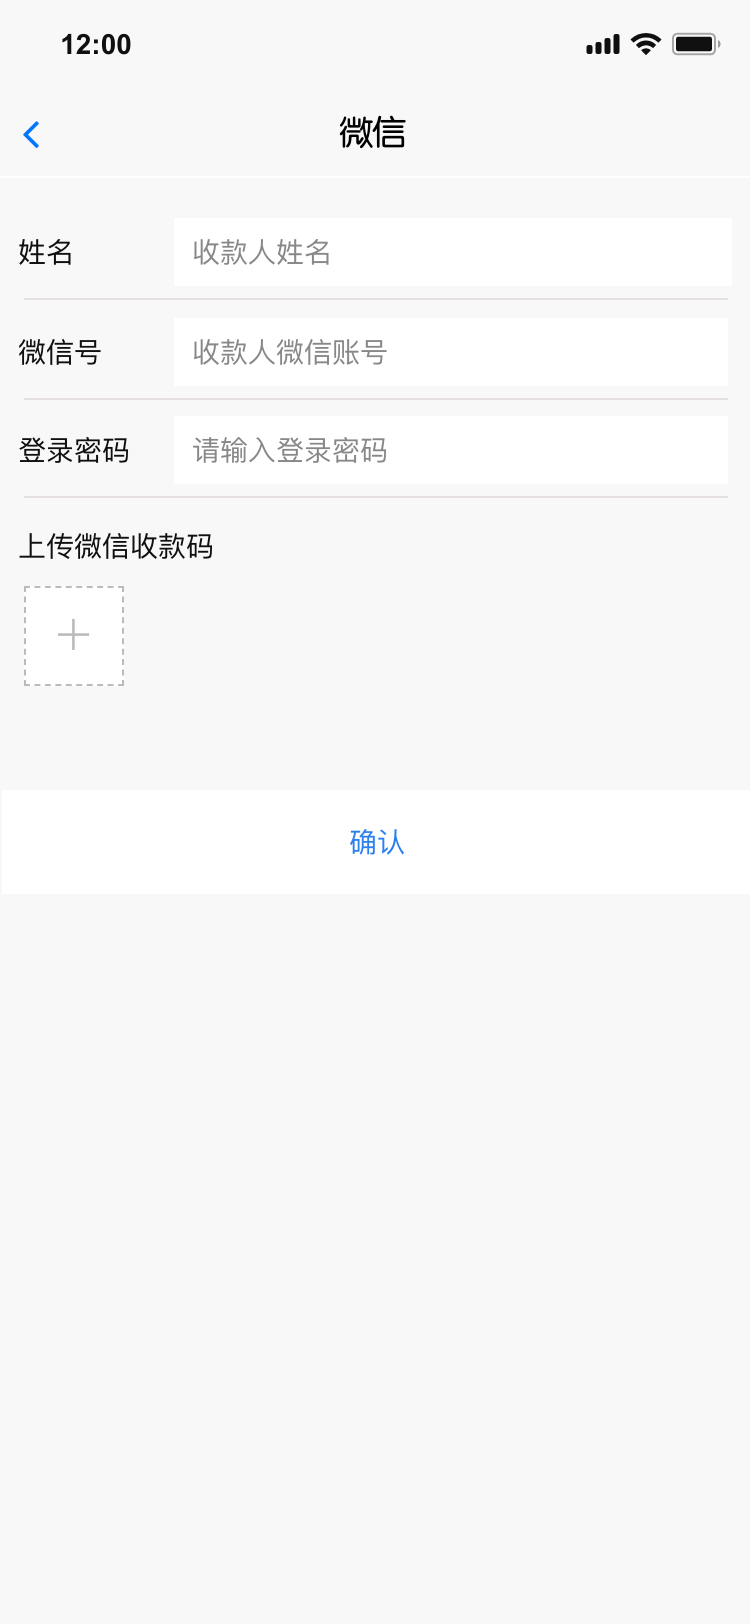 12:00
微信
姓名 收款人姓名
微信号 收款人微信账号
登录密码 请输入登录密码
上传微信收款码
确认